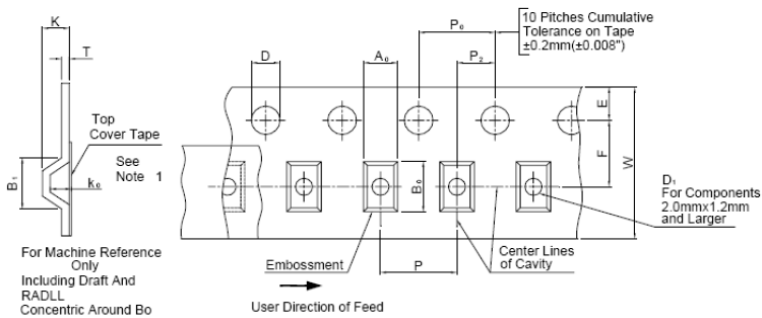 K
T
Top
Cover Tape
See
Note 1
B₁
k₀
For Machine Reference
Only
Including Draft And
RADLL
Concentric Around Bo
10 Pitches Cumulative
Tolerance on Tape
±0.2mm(±0.008")
P₀
P₂
D
A₀
E
F
W
B₀
D₁
For Components
2.0mmx1.2mm
and Larger
Embossment
P
Center Lines
of Cavity
User Direction of Feed